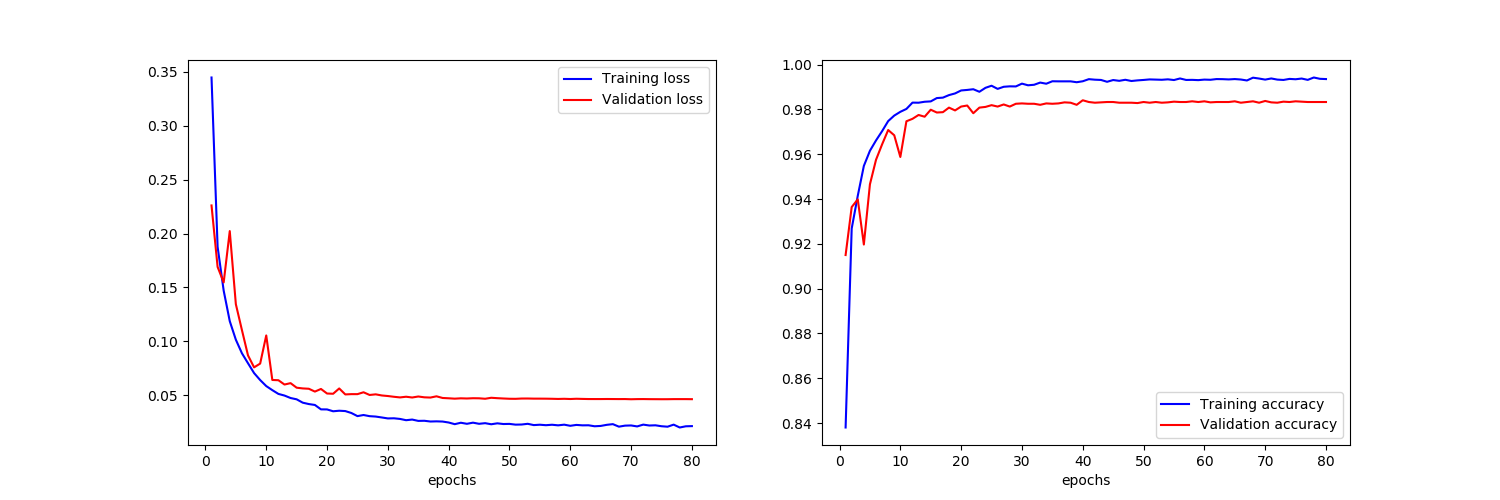 0.35
0.30
0.25
0.20
0.15
0.10
0.05
0 10 20 30 40 50 60 70 80
epochs
Training loss
Validation loss
1.00
0.98
0.96
0.94
0.92
0.90
0.88
0.86
0.84
0 10 20 30 40 50 60 70 80
epochs
Training accuracy
Validation accuracy